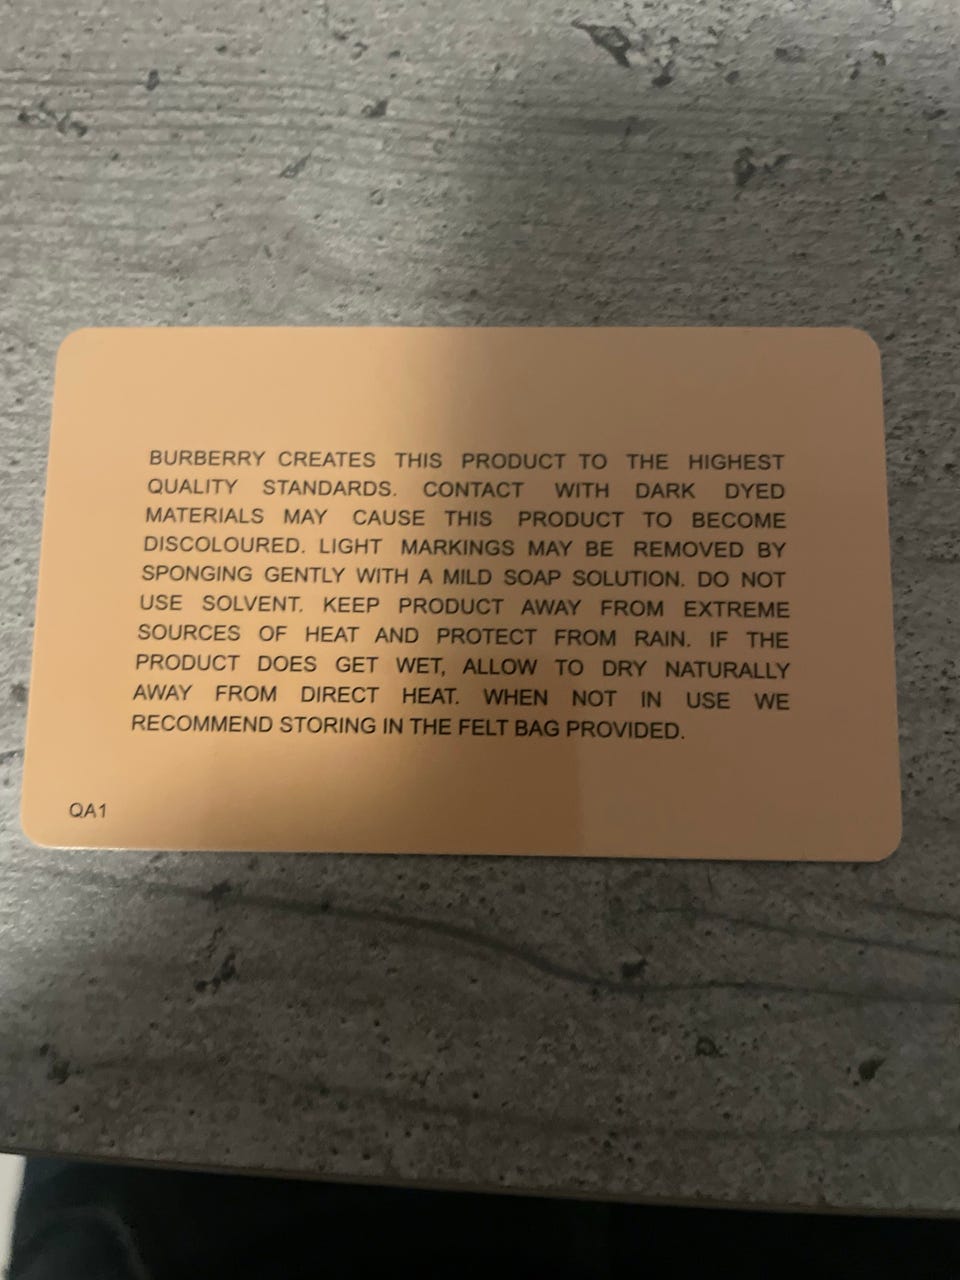 BURBERRY CREATES THIS PRODUCT TO THE HIGHEST
QUALITY STANDARDS. CONTACT WITH DARK DYED
MATERIALS MAY CAUSE THIS PRODUCT TO BECOME
DISCOLOURED. LIGHT MARKINGS MAY BE REMOVED BY
SPONGING GENTLY WITH A MILD SOAP SOLUTION. DO NOT
USE SOLVENT. KEEP PRODUCT AWAY FROM EXTREME
SOURCES OF HEAT AND PROTECT FROM RAIN. IF THE
PRODUCT DOES GET WET, ALLOW TO DRY NATURALLY
AWAY FROM DIRECT HEAT. WHEN NOT IN USE WE
RECOMMEND STORING IN THE FELT BAG PROVIDED.
QA1